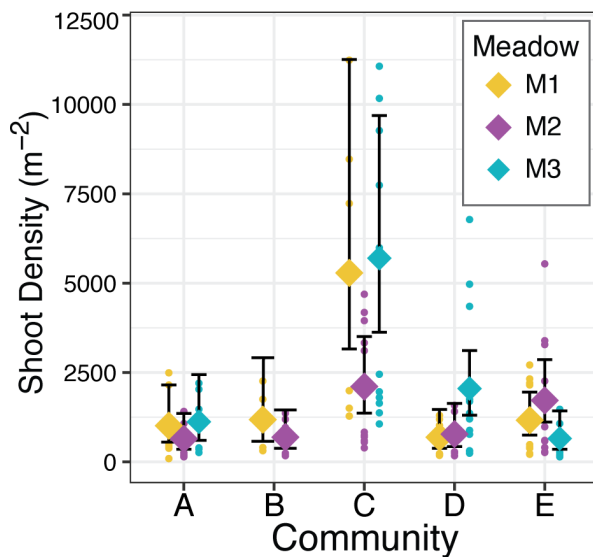 12500
10000
7500
5000
2500
0
Shoot Density (m⁻²)
Meadow
M1
M2
M3
A B C D E
Community